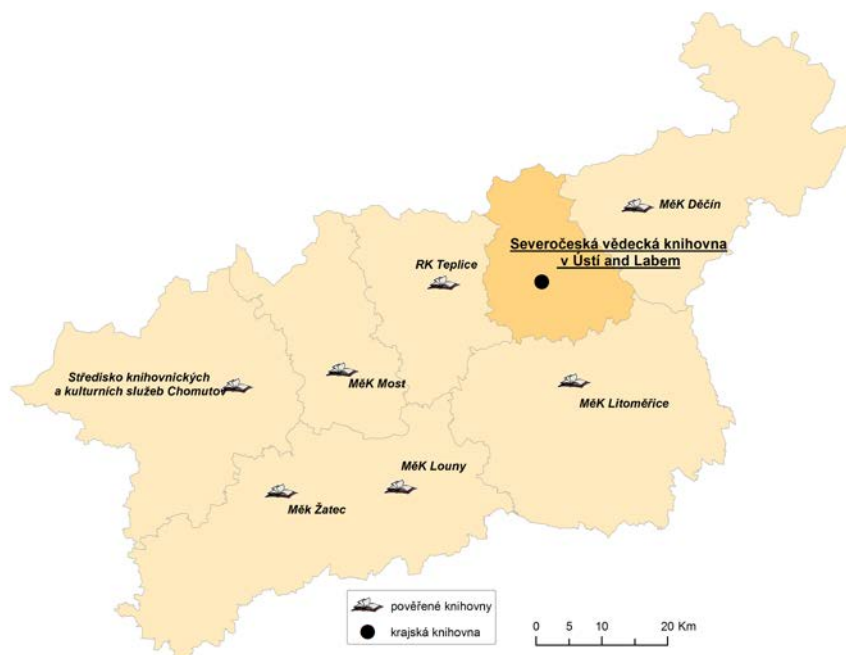 MěK Děčín
Severočeská vědecká knihovna
v Ústí and Labem
RK Teplice
Středisko knihovnických
a kulturních služeb Chomutov
MěK Most
MěK Litoměřice
MěK Louny
Měk Žatec
pověřené knihovny
krajská knihovna
0 5 10 20 Km